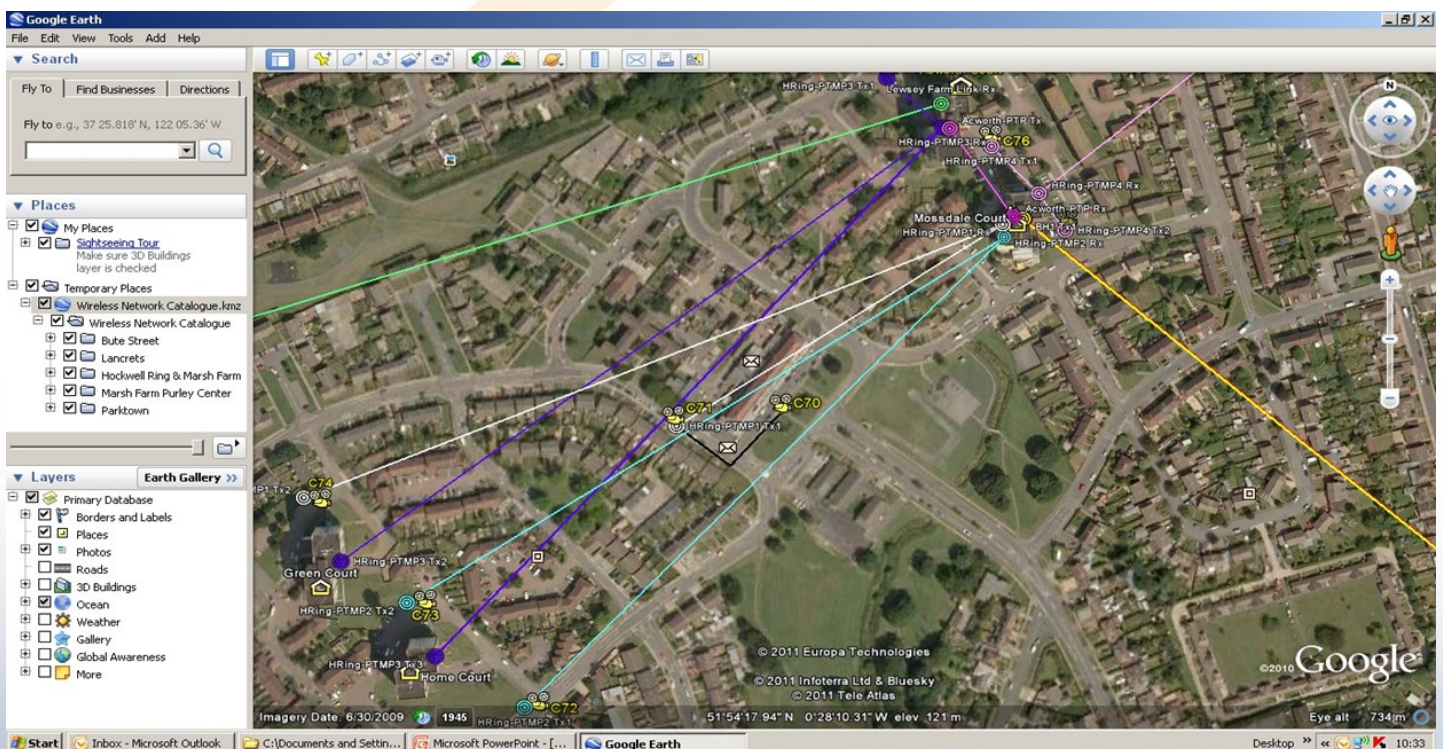 Google Earth
File Edit View Tools Add Help
Search
Fly To
Find Businesses
Directions
Fly to e.g., 37 25.818' N, 122 05.36' W
Places
My Places
Sightseeing Tour
Make sure 3D Buildings
layer is checked
Temporary Places
Wireless Network Catalogue.kmz
Wireless Network Catalogue
Bute Street
Lancrets
Hockwell Ring & Marsh Farm
Marsh Farm Purley Center
Parktown
Layers
Earth Gallery >>
Primary Database
Borders and Labels
Places
Photos
Roads
3D Buildings
Ocean
Weather
Gallery
Global Awareness
More
N
HRing-PTMP3 Tx1
Lewsey Farm Link Rx
Acworth-PTP Tx
HRing-PTMP3 Rx
C76
HRing-PTMP4 Tx1
HRing-PTMP4 Rx
Mossdale Court
Acworth-PTP Rx
HRing-PTMP1 Rx
BH1 Tx1
HRing-PTMP4 Tx2
HRing-PTMP2 Rx
C71
C70
HRing-PTMP1 Tx1
C74
MP1 Tx2
HRing-PTMP3 Tx2
Green Court
HRing-PTMP2 Tx2
C73
HRing-PTMP3 Tx3
Home Court
C72
HRing-PTMP2 Tx1
© 2011 Europa Technologies
© 2011 Infoterra Ltd & Bluesky
© 2011 Tele Atlas
©2010 Google
Imagery Date: 6/30/2009
1945
51°54'17.94" N 0°28'10.31" W elev 121 m
Eye alt 734 m
Start
Inbox - Microsoft Outlook
C:\Documents and Settin...
Microsoft PowerPoint - [...
Google Earth
Desktop >> << 10:33